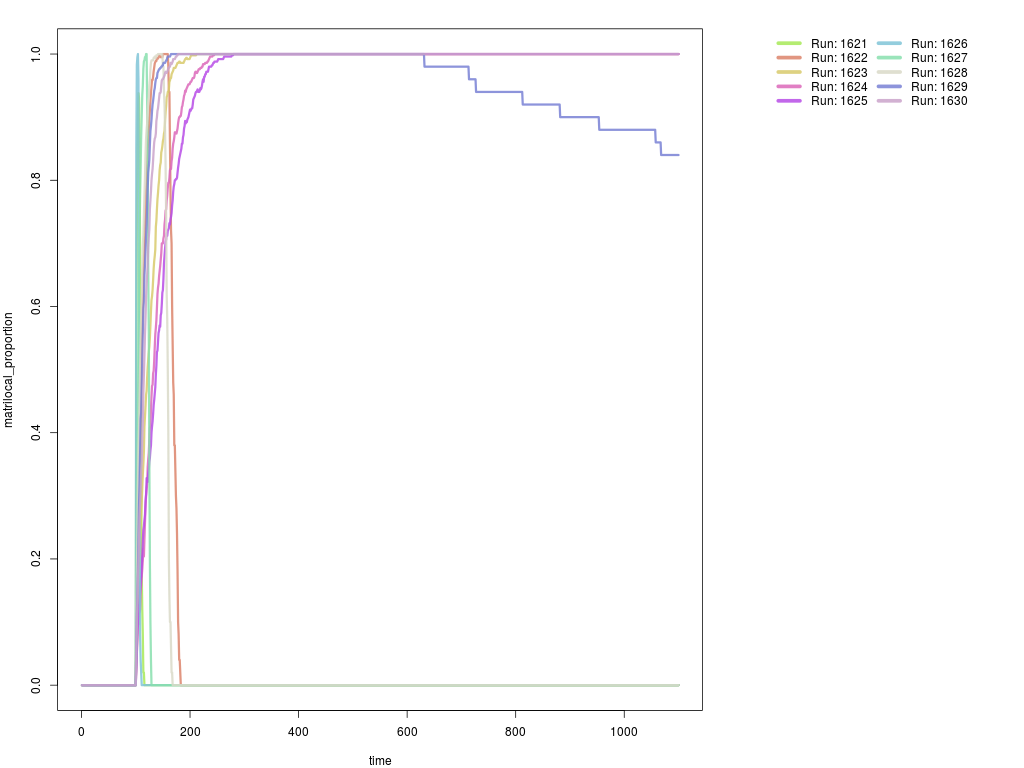 matrilocal_proportion
1.0
0.8
0.6
0.4
0.2
0.0
0 200 400 600 800 1000
time
Run: 1621 Run: 1626
Run: 1622 Run: 1627
Run: 1623 Run: 1628
Run: 1624 Run: 1629
Run: 1625 Run: 1630